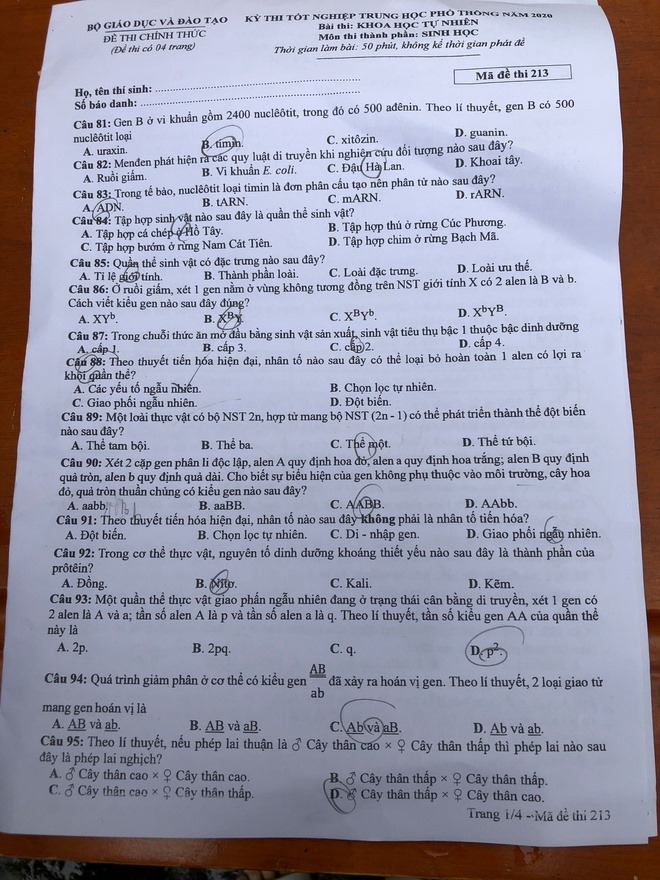 BỘ GIÁO DỤC VÀ ĐÀO TẠO
ĐỀ THI CHÍNH THỨC
(Đề thi có 04 trang)
KỲ THI TỐT NGHIỆP TRUNG HỌC PHỔ THÔNG NĂM 2020
Bài thi: KHOA HỌC TỰ NHIÊN
Môn thi thành phần: SINH HỌC
Thời gian làm bài: 50 phút, không kể thời gian phát đề
Mã đề thi 213
Họ, tên thí sinh:
Số báo danh:
Câu 81: Gen B ở vi khuẩn gồm 2400 nuclêôtit, trong đó có 500 ađênin. Theo lí thuyết, gen B có 500
nuclêôtit loại
A. uraxin. B. timin. C. xitôzin. D. guanin.
Câu 82: Menđen phát hiện ra các quy luật di truyền khi nghiên cứu đối tượng nào sau đây?
A. Ruồi giấm. B. Vi khuẩn E. coli. C. Đậu Hà Lan. D. Khoai tây.
Câu 83: Trong tế bào, nuclêôtit loại timin là đơn phân cấu tạo nên phân tử nào sau đây?
A. ADN. B. tARN. C. mARN. D. rARN.
Câu 84: Tập hợp sinh vật nào sau đây là quần thể sinh vật?
A. Tập hợp cá chép ở Hồ Tây. B. Tập hợp thú ở rừng Cúc Phương.
C. Tập hợp bướm ở rừng Nam Cát Tiên. D. Tập hợp chim ở rừng Bạch Mã.
Câu 85: Quần thể sinh vật có đặc trưng nào sau đây?
A. Tỉ lệ giới tính. B. Thành phần loài. C. Loài đặc trưng. D. Loài ưu thế.
Câu 86: Ở ruồi giấm, xét 1 gen nằm ở vùng không tương đồng trên NST giới tính X có 2 alen là B và b.
Cách viết kiểu gen nào sau đây đúng?
A. XYᵇ. B. XᴮY. C. XᴮYᵇ. D. XᵇYᴮ.
Câu 87: Trong chuỗi thức ăn mở đầu bằng sinh vật sản xuất, sinh vật tiêu thụ bậc 1 thuộc bậc dinh dưỡng
A. cấp 1. B. cấp 3. C. cấp 2. D. cấp 4.
Câu 88: Theo thuyết tiến hóa hiện đại, nhân tố nào sau đây có thể loại bỏ hoàn toàn 1 alen có lợi ra
khỏi quần thể?
A. Các yếu tố ngẫu nhiên. B. Chọn lọc tự nhiên.
C. Giao phối ngẫu nhiên. D. Đột biến.
Câu 89: Một loài thực vật có bộ NST 2n, hợp tử mang bộ NST (2n - 1) có thể phát triển thành thể đột biến
nào sau đây?
A. Thể tam bội. B. Thể ba. C. Thể một. D. Thể tứ bội.
Câu 90: Xét 2 cặp gen phân li độc lập, alen A quy định hoa đỏ, alen a quy định hoa trắng; alen B quy định
quả tròn, alen b quy định quả dài. Cho biết sự biểu hiện của gen không phụ thuộc vào môi trường, cây hoa
đỏ, quả tròn thuần chủng có kiểu gen nào sau đây?
A. aabb. B. aaBB. C. AABB. D. AAbb.
Câu 91: Theo thuyết tiến hóa hiện đại, nhân tố nào sau đây không phải là nhân tố tiến hóa?
A. Đột biến. B. Chọn lọc tự nhiên. C. Di - nhập gen. D. Giao phối ngẫu nhiên.
Câu 92: Trong cơ thể thực vật, nguyên tố dinh dưỡng khoáng thiết yếu nào sau đây là thành phần của
prôtêin?
A. Đồng. B. Nitơ. C. Kali. D. Kẽm.
Câu 93: Một quần thể thực vật giao phấn ngẫu nhiên đang ở trạng thái cân bằng di truyền, xét 1 gen có
2 alen là A và a; tần số alen A là p và tần số alen a là q. Theo lí thuyết, tần số kiểu gen AA của quần thể
này là
A. 2p. B. 2pq. C. q. D. p².
Câu 94: Quá trình giảm phân ở cơ thể có kiểu gen AB/ab đã xảy ra hoán vị gen. Theo lí thuyết, 2 loại giao tử
mang gen hoán vị là
A. AB và ab. B. AB và aB. C. Ab và aB. D. Ab và ab.
Câu 95: Theo lí thuyết, nếu phép lai thuận là ♂ Cây thân cao × ♀ Cây thân thấp thì phép lai nào sau
đây là phép lai nghịch?
A. ♂ Cây thân cao × ♀ Cây thân cao. B. ♂ Cây thân thấp × ♀ Cây thân thấp.
C. ♂ Cây thân cao × ♀ Cây thân thấp. D. ♂ Cây thân thấp × ♀ Cây thân cao.
Trang 1/4 - Mã đề thi 213